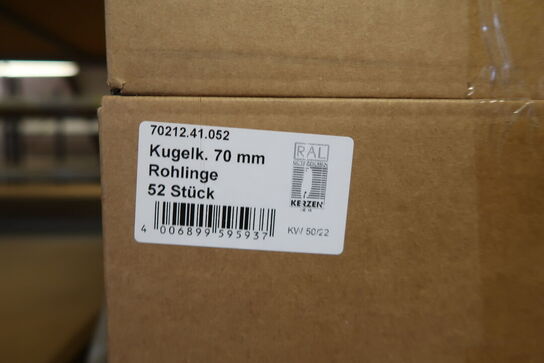 70212.41.052
Kugelk. 70 mm
Rohlinge
52 Stück
4 006899 595937
RAL
KERZEN
KW 50/22